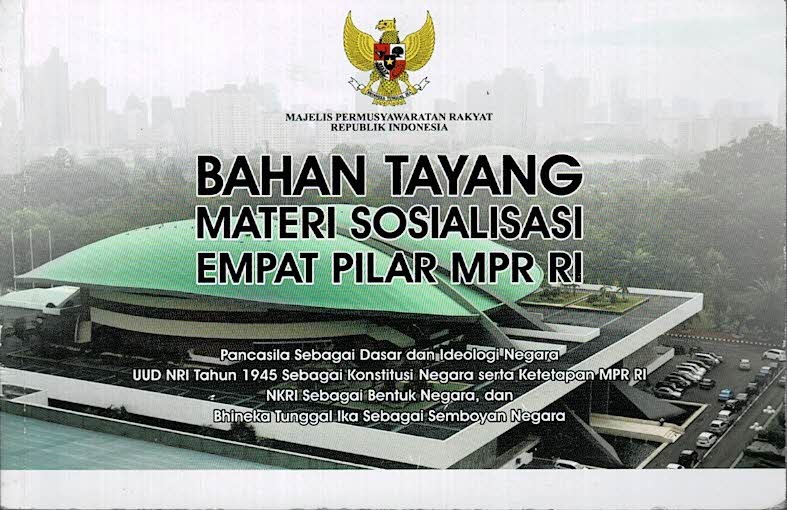 MAJELIS PERMUSYAWARATAN RAKYAT
REPUBLIK INDONESIA
BAHAN TAYANG
MATERI SOSIALISASI
EMPAT PILAR MPR RI
Pancasila Sebagai Dasar dan Ideologi Negara
UUD NRI Tahun 1945 Sebagai Konstitusi Negara serta Ketetapan MPR RI
NKRI Sebagai Bentuk Negara, dan
Bhineka Tunggal Ika Sebagai Semboyan Negara